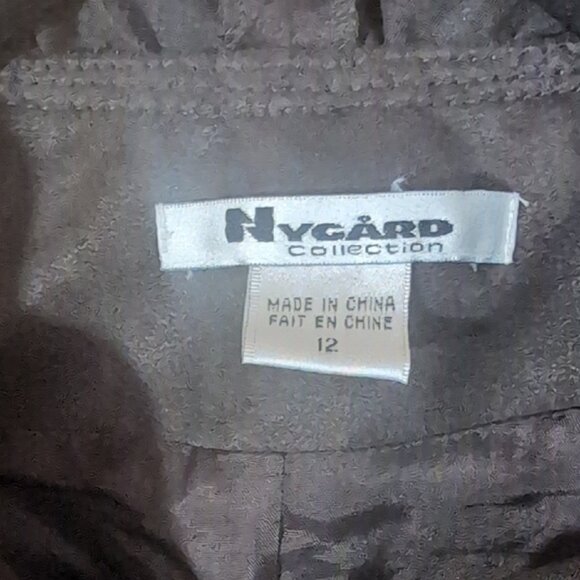 NYGÅRD
Collection
MADE IN CHINA
FAIT EN CHINE
12